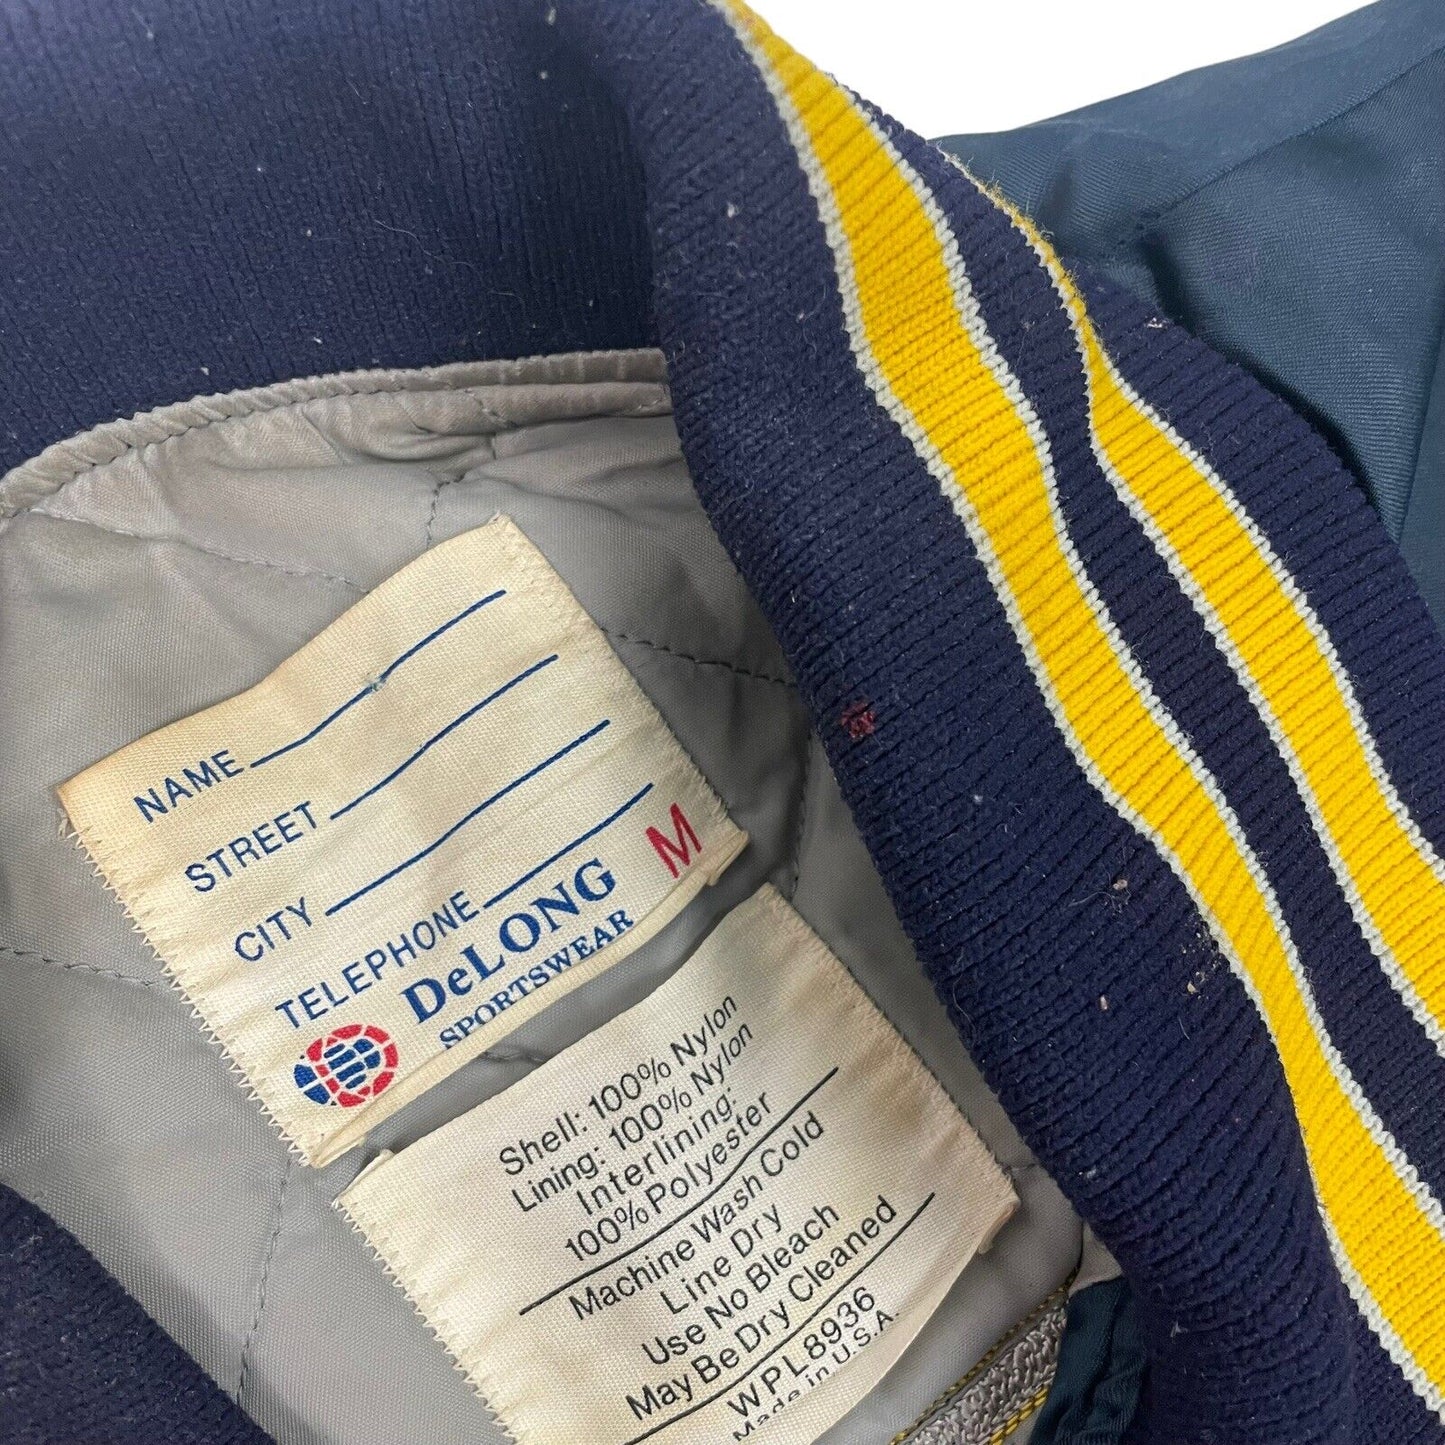 NAME
STREET
CITY
TELEPHONE
DeLONG M
SPORTSWEAR
Shell: 100% Nylon
Lining: 100% Nylon
Interlining:
100% Polyester
Machine Wash Cold
Line Dry
Use No Bleach
May Be Dry Cleaned
WPL8936
Made in U.S.A.